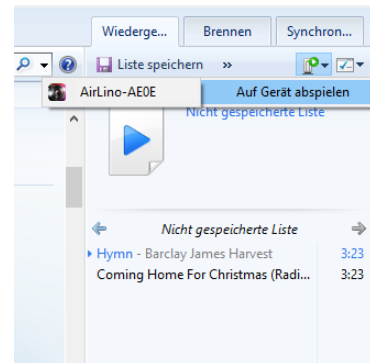 Wiederge... Brennen Synchron...
Liste speichern »
AirLino-AE0E Auf Gerät abspielen
Nicht gespeicherte Liste
Nicht gespeicherte Liste
Hymn - Barclay James Harvest 3:23
Coming Home For Christmas (Radi... 3:23